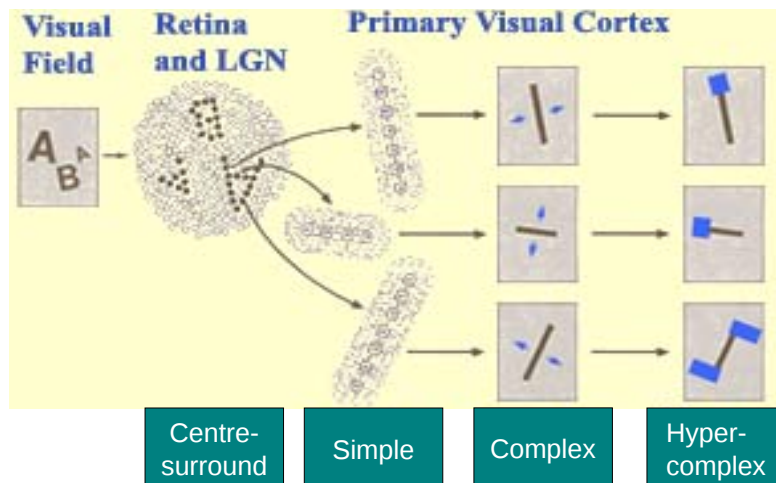 Visual
Field
Retina
and LGN
Primary Visual Cortex
A
B
A
Centre-
surround
Simple
Complex
Hyper-
complex